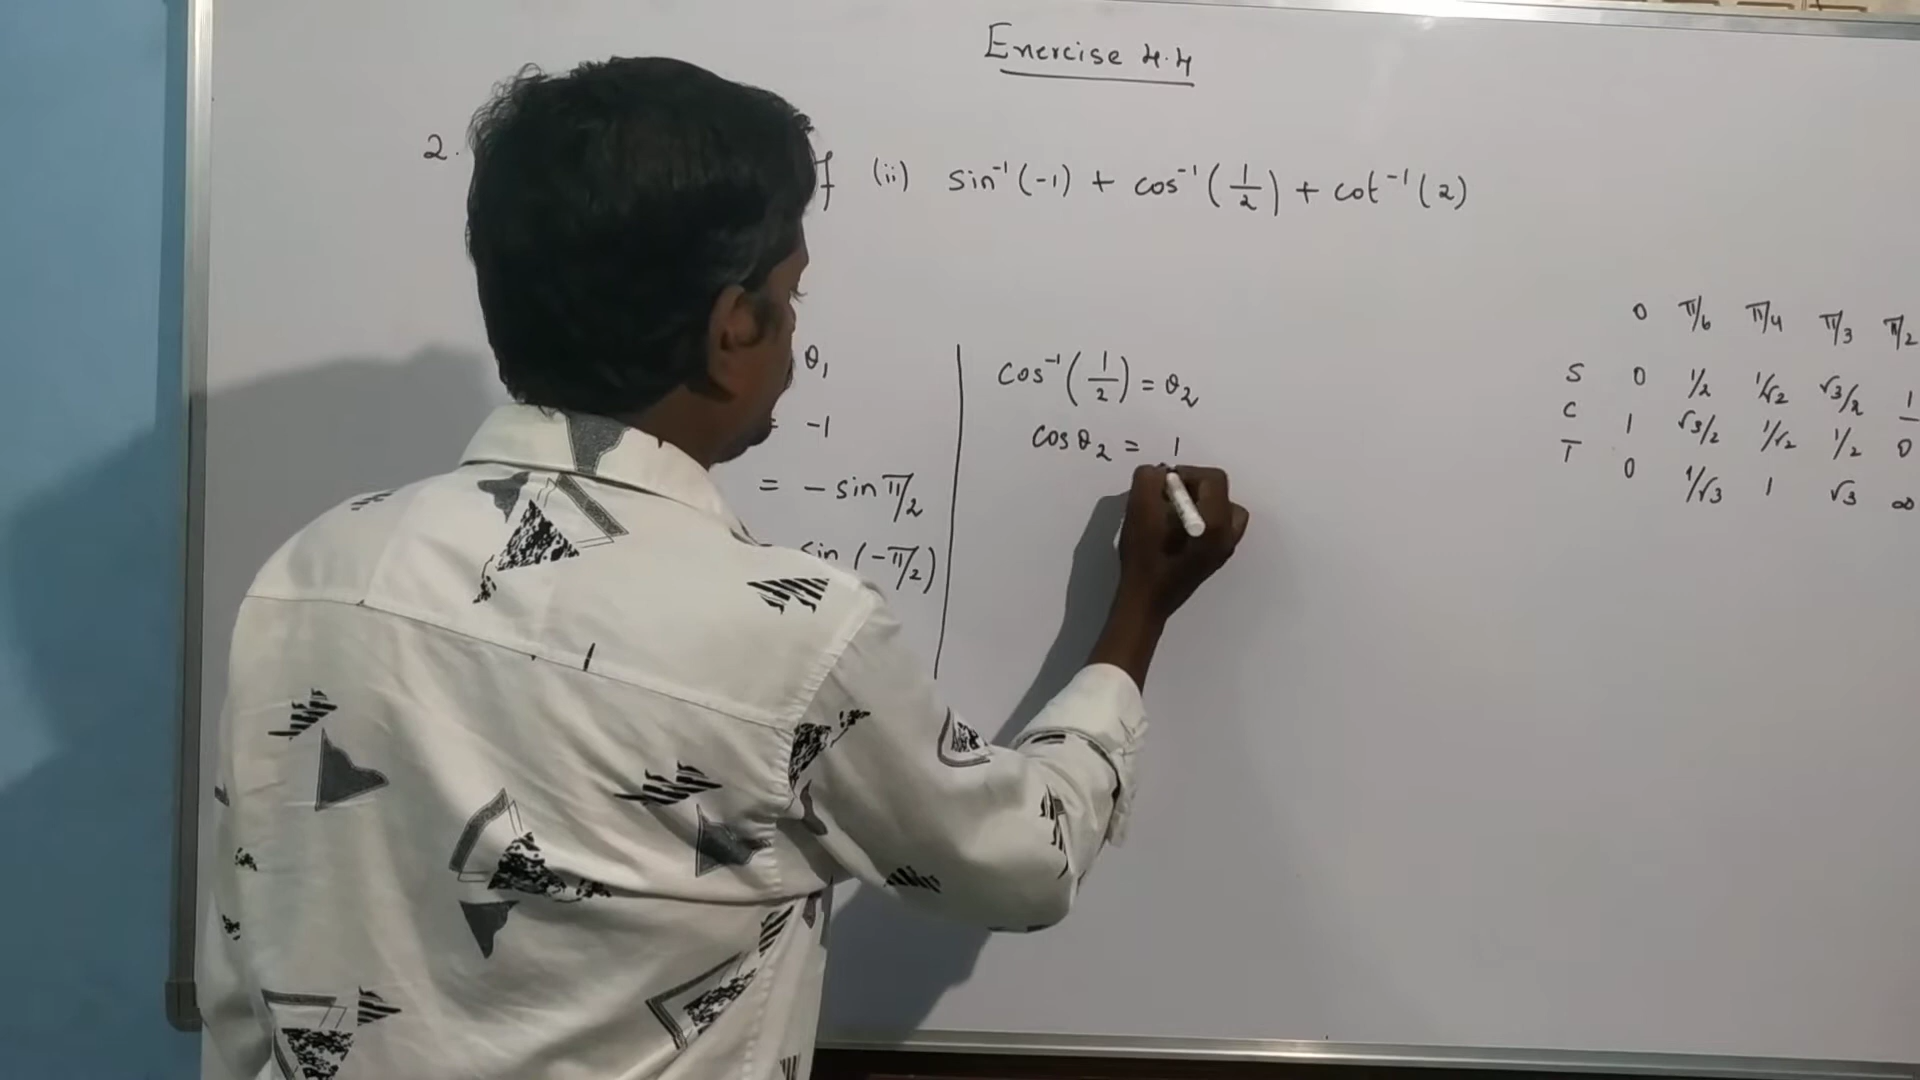 Exercise 4.4
2. (ii) sin⁻¹(-1) + cos⁻¹(1/2) + cot⁻¹(2)
θ₁
= -1
= - sin π/2
sin (-π/2)
cos⁻¹(1/2) = θ₂
cos θ₂ = 1
0 π/6 π/4 π/3 π/2
S 0 1/2 1/√2 √3/2 1
C 1 √3/2 1/√2 1/2 0
T 0 1/√3 1 √3 ∞